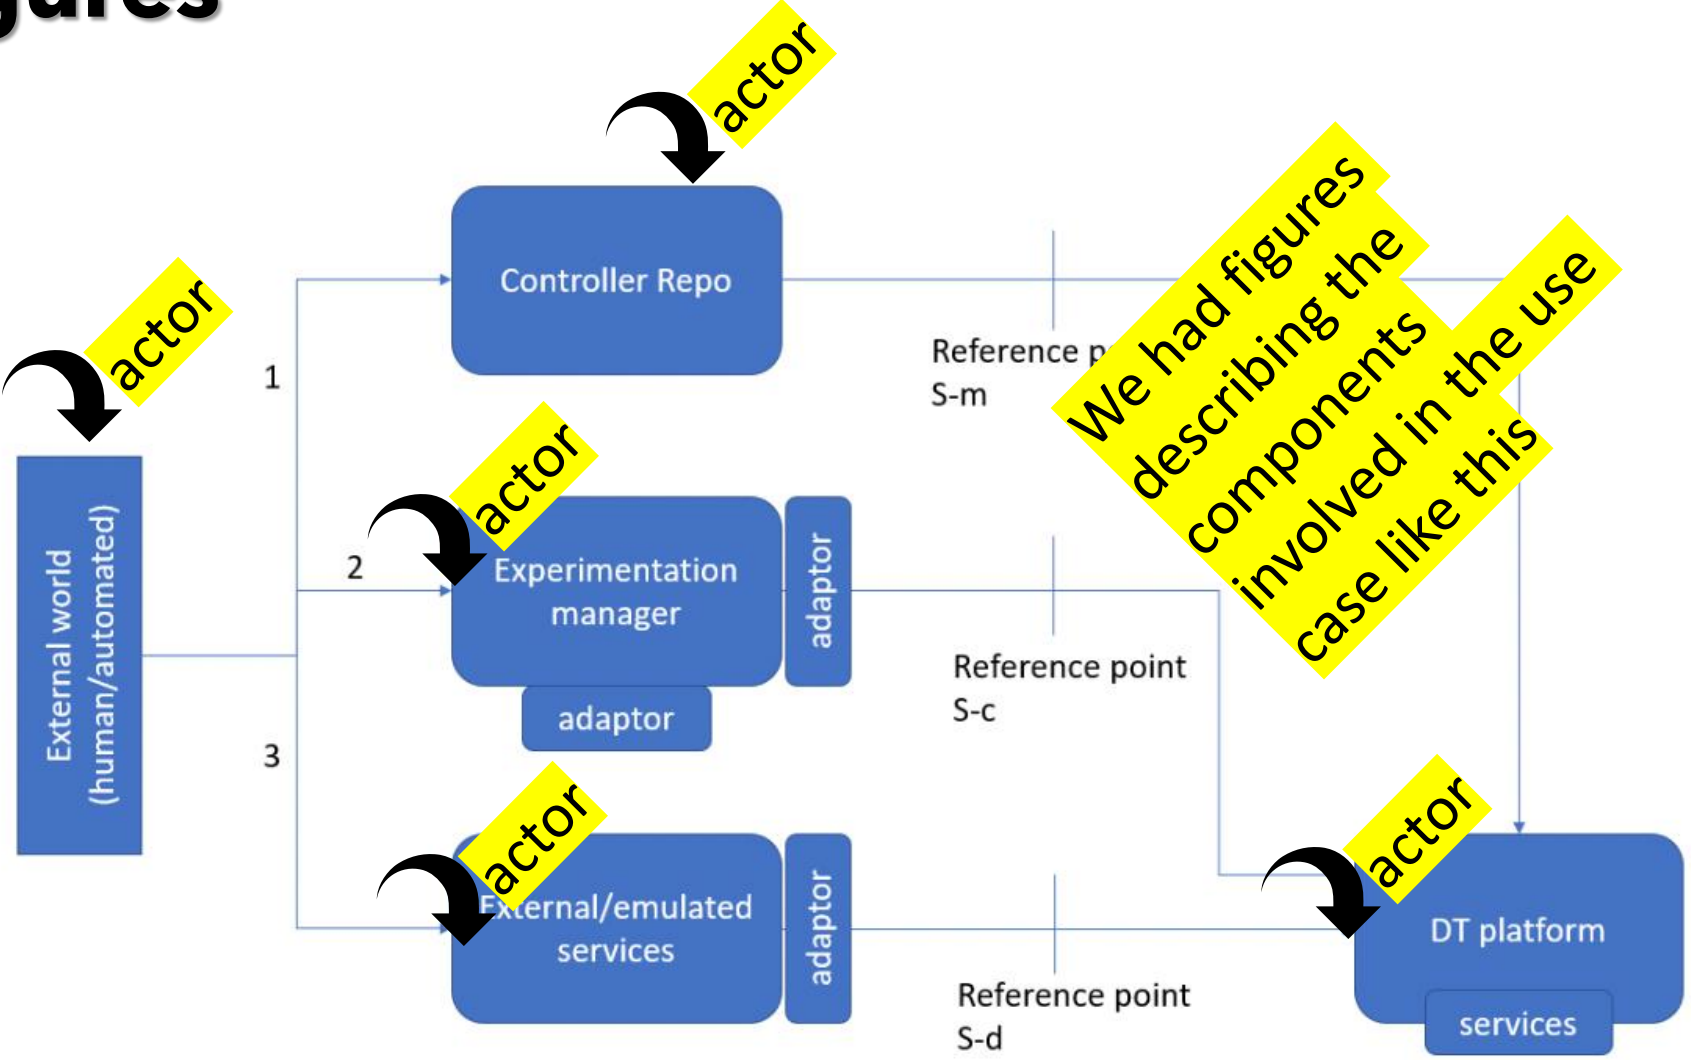 actor
Controller Repo
actor
1
Reference
S-m
We had figures
describing the
components
involved in the use
case like this
External world
(human/automated)
actor
2
Experimentation
manager
adaptor
adaptor
Reference point
S-c
3
actor
External/emulated
services
adaptor
Reference point
S-d
actor
DT platform
services